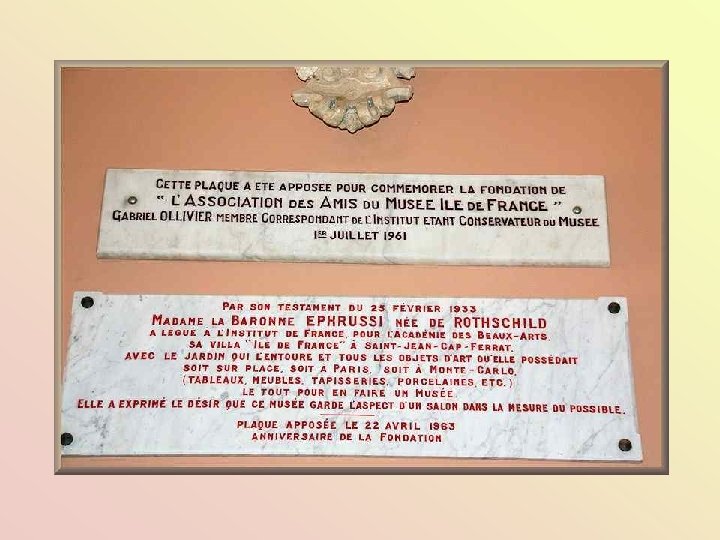 CETTE PLAQUE A ETE APPOSEE POUR COMMEMORER LA FONDATION DE
" L'ASSOCIATION DES AMIS DU MUSEE ILE DE FRANCE "
GABRIEL OLLIVIER MEMBRE CORRESPONDANT DE L'INSTITUT ETANT CONSERVATEUR DU MUSEE
1ER JUILLET 1961
PAR SON TESTAMENT DU 23 FÉVRIER 1933
MADAME LA BARONNE EPHRUSSI NÉE DE ROTHSCHILD
A LEGUE A L'INSTITUT DE FRANCE, POUR L'ACADÉNIE DES BEAUX-ARTS,
SA VILLA "ILE DE FRANCE" À SAINT-JEAN-CAP-FERRAT.
AVEC LE JARDIN QUI L'ENTOURE ET TOUS LES OBJETS D'ART QU'ELLE POSSÉDAIT
SOIT SUR PLACE, SOIT A PARIS, SOIT À MONTE-CARLO,
(TABLEAUX, MEUBLES, TAPISSERIES, PORCELAINES, ETC.)
LE TOUT POUR EN FAIRE UN MUSÉE.
ELLE A EXPRIMÉ LE DÉSIR QUE CE MUSÉE GARDE L'ASPECT D'UN SALON DANS LA MESURE DU POSSIBLE.
PLAQUE APPOSÉE LE 22 AVRIL 1963
ANNIVERSAIRE DE LA FONDATION